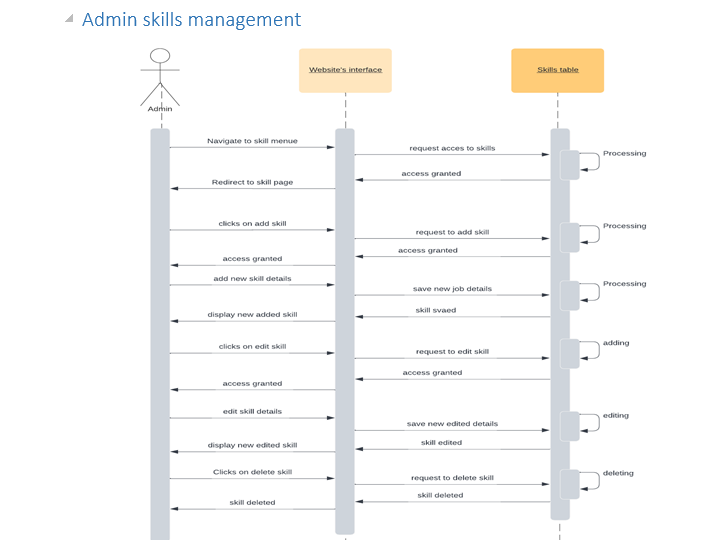 Admin skills management
Website's interface
Skills table
Admin
Navigate to skill menue
request acces to skills
Processing
access granted
Redirect to skill page
clicks on add skill
request to add skill
Processing
access granted
access granted
add new skill details
save new job details
Processing
skill svaed
display new added skill
clicks on edit skill
request to edit skill
adding
access granted
access granted
edit skill details
save new edited details
editing
skill edited
display new edited skill
Clicks on delete skill
request to delete skill
deleting
skill deleted
skill deleted